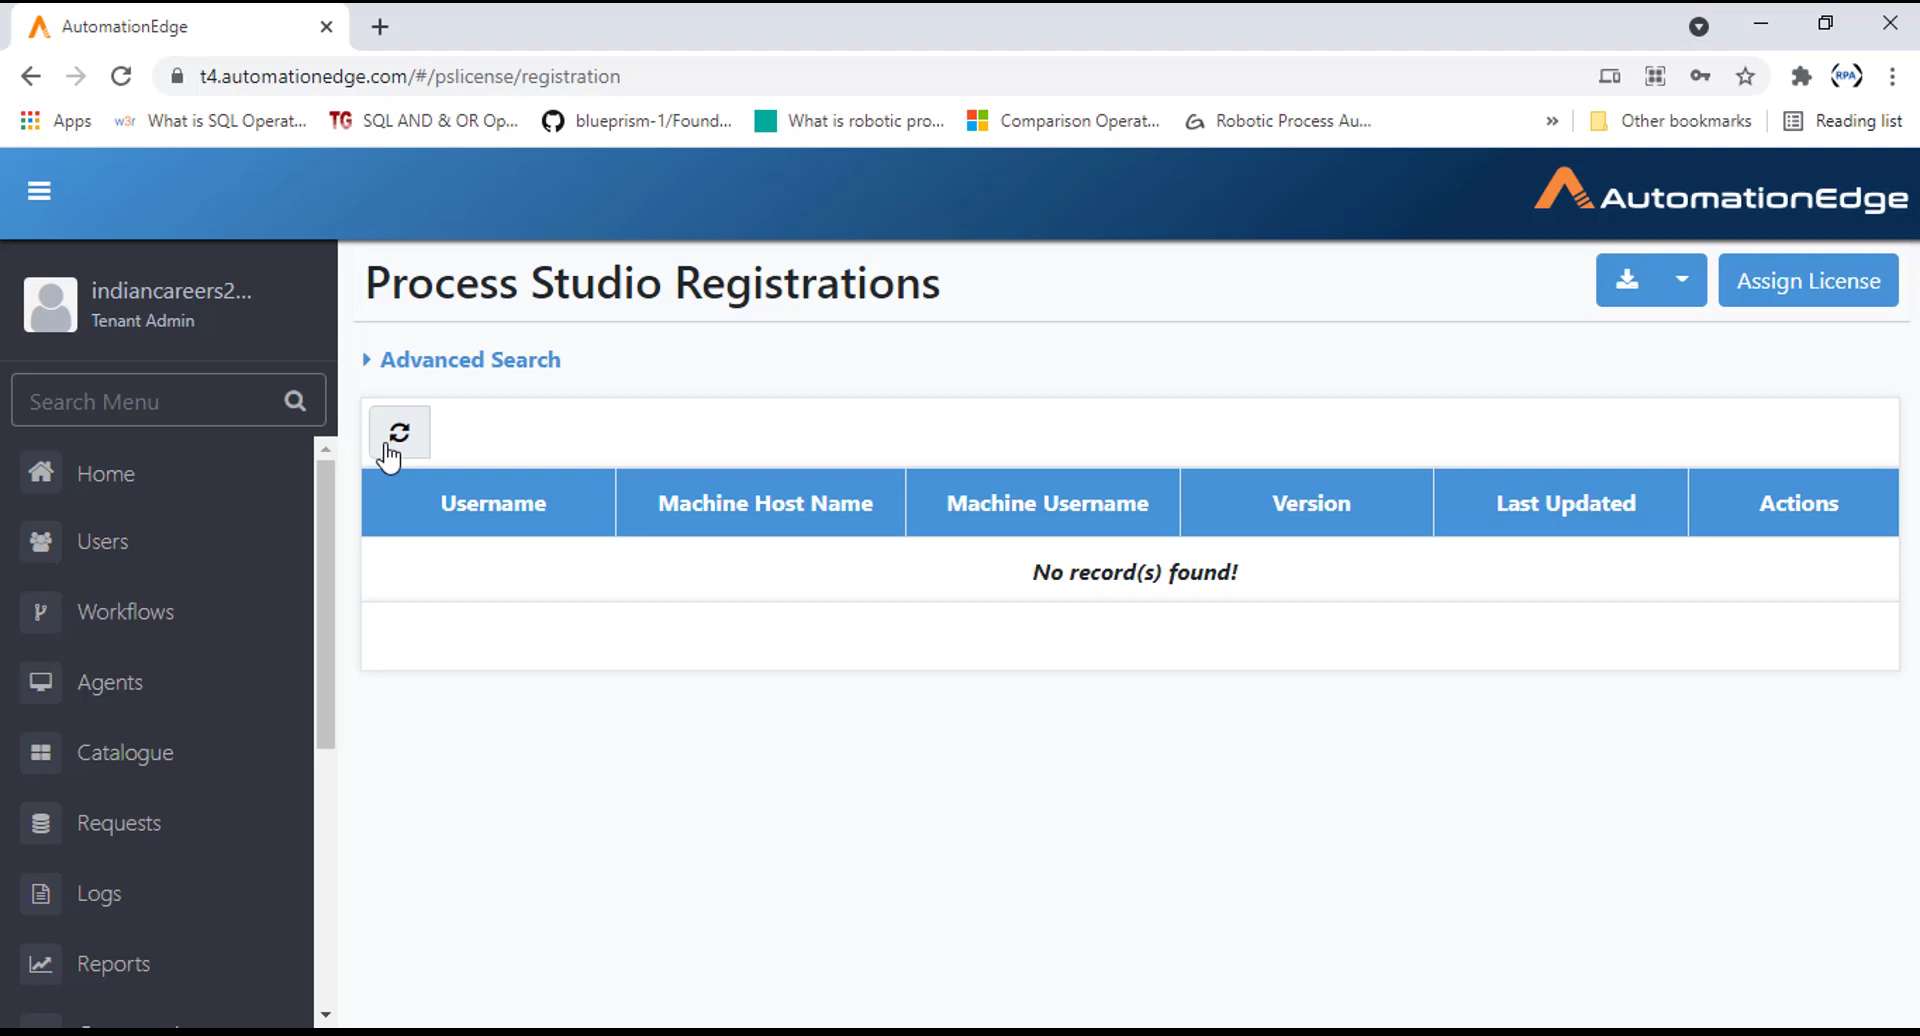 AutomationEdge
t4.automationedge.com/#/pslicense/registration
RPA
Apps
w3r What is SQL Operat...
TG SQL AND & OR Op...
blueprism-1/Found...
What is robotic pro...
Comparison Operat...
Robotic Process Au...
»
Other bookmarks
Reading list
AutomationEdge
indiancareers2...
Tenant Admin
Search Menu
Home
Users
Workflows
Agents
Catalogue
Requests
Logs
Reports
Process Studio Registrations
Assign License
Advanced Search
Username Machine Host Name Machine Username Version Last Updated Actions
No record(s) found!